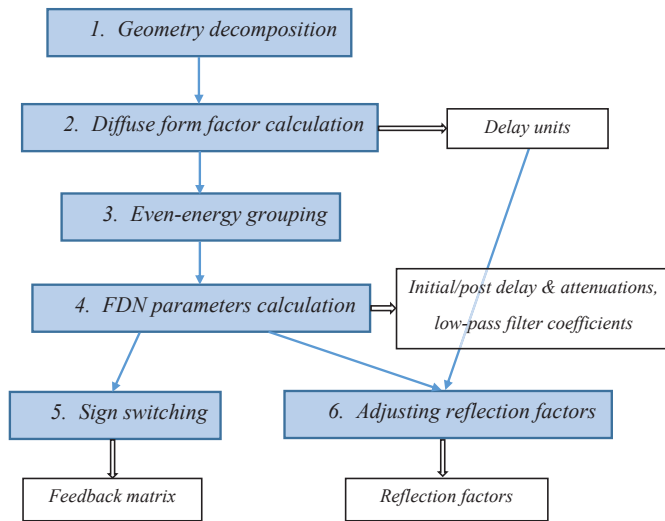 1. Geometry decomposition
2. Diffuse form factor calculation
Delay units
3. Even-energy grouping
4. FDN parameters calculation
Initial/post delay & attenuations,
low-pass filter coefficients
5. Sign switching
6. Adjusting reflection factors
Feedback matrix
Reflection factors